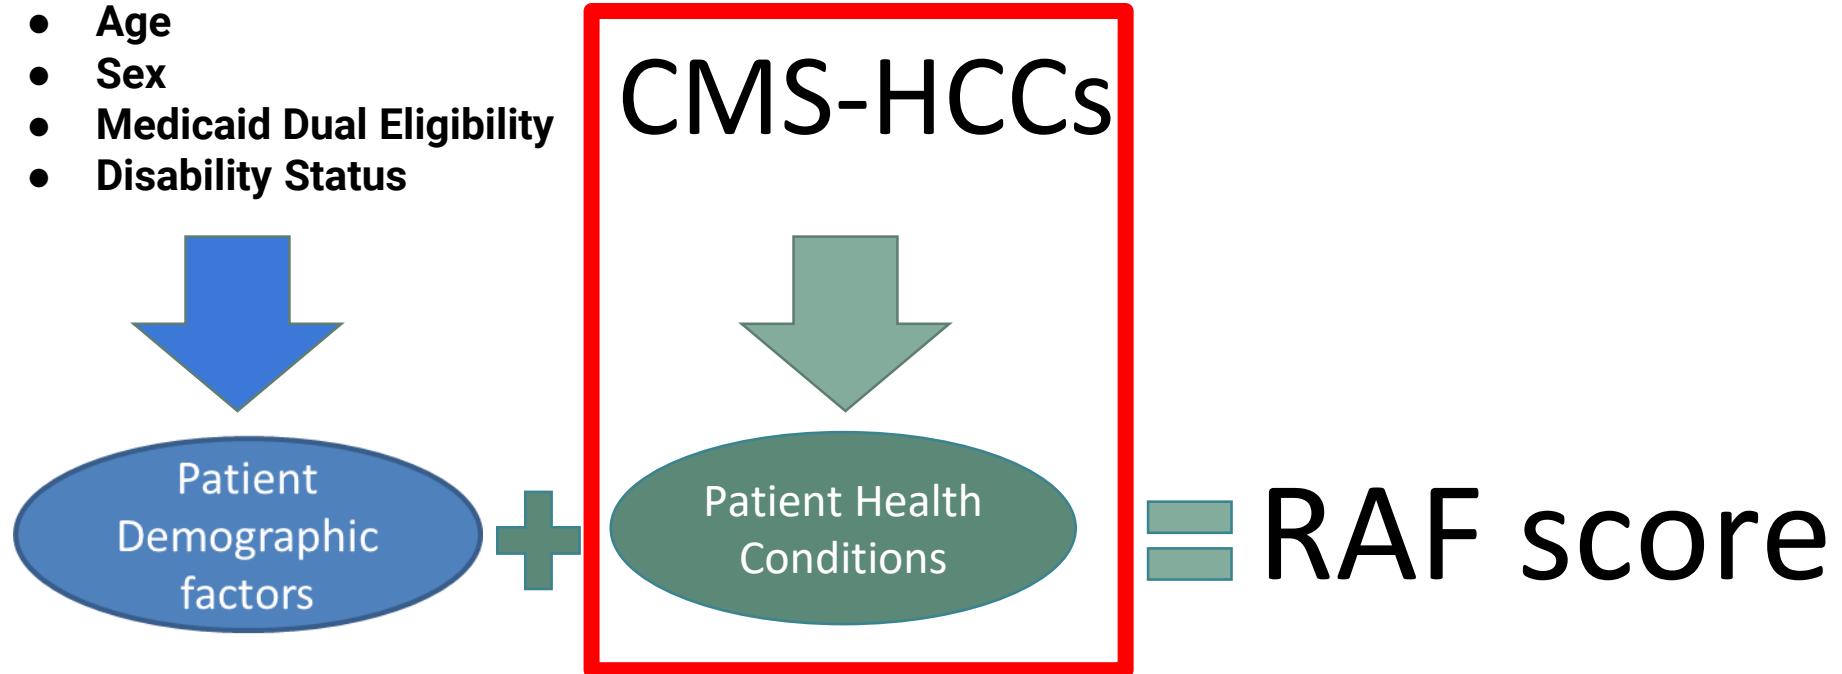 ● Age
● Sex
● Medicaid Dual Eligibility
● Disability Status
CMS-HCCs
Patient
Demographic
factors
Patient Health
Conditions
RAF score